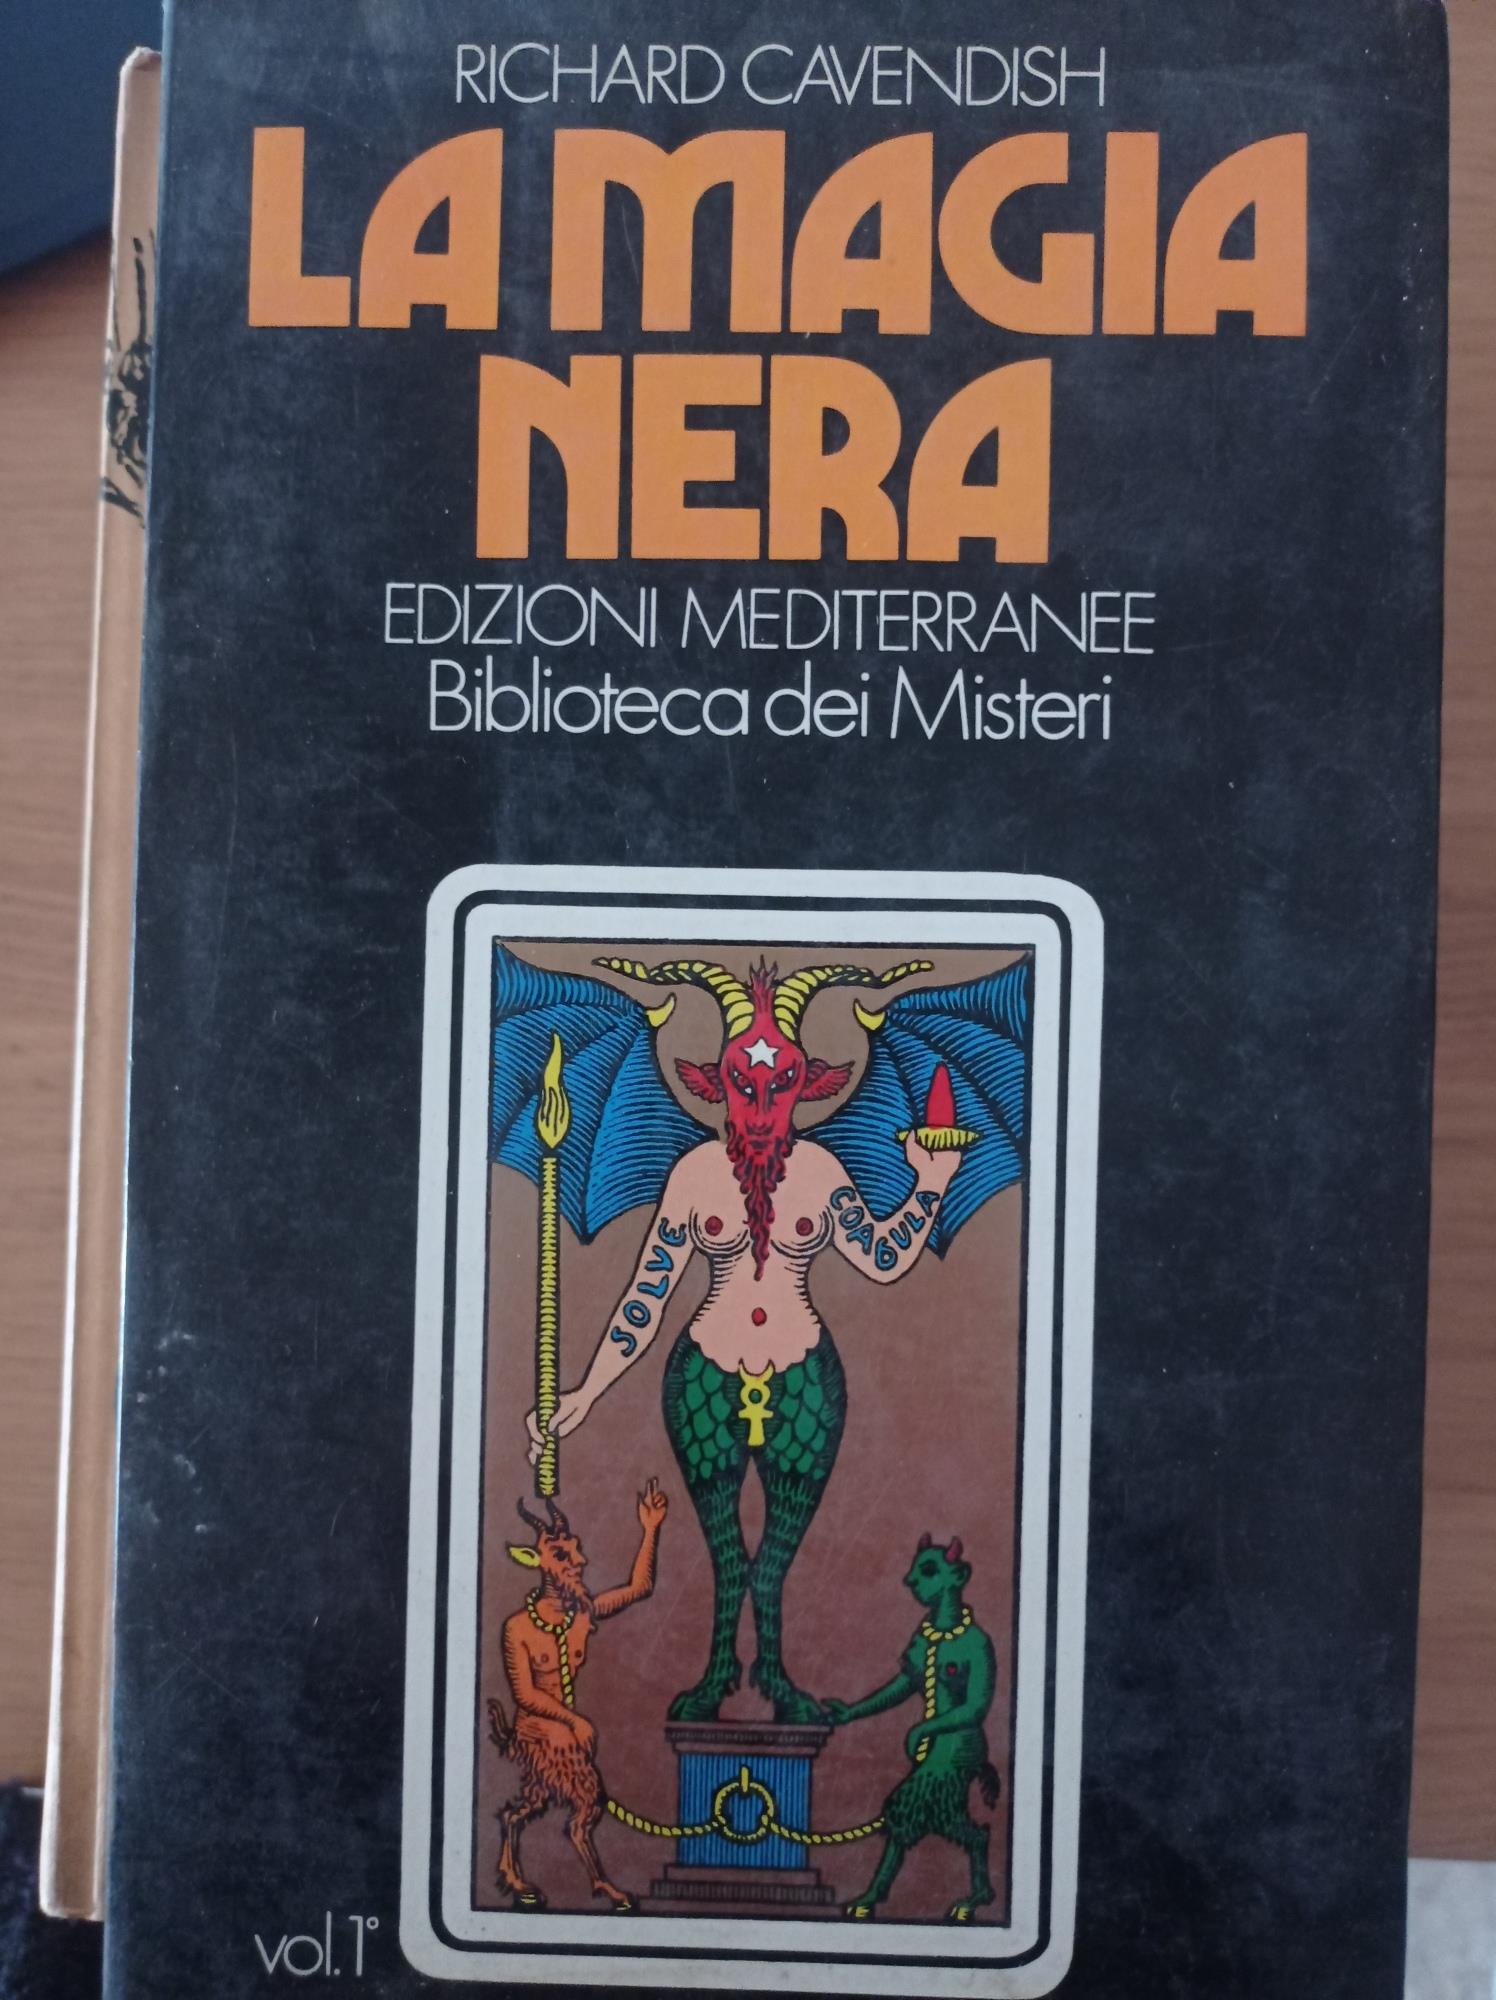 RICHARD CAVENDISH
LA MAGIA
NERA
EDIZIONI MEDITERRANEE
Biblioteca dei Misteri
SOLVE
COAGULA
vol. 1°